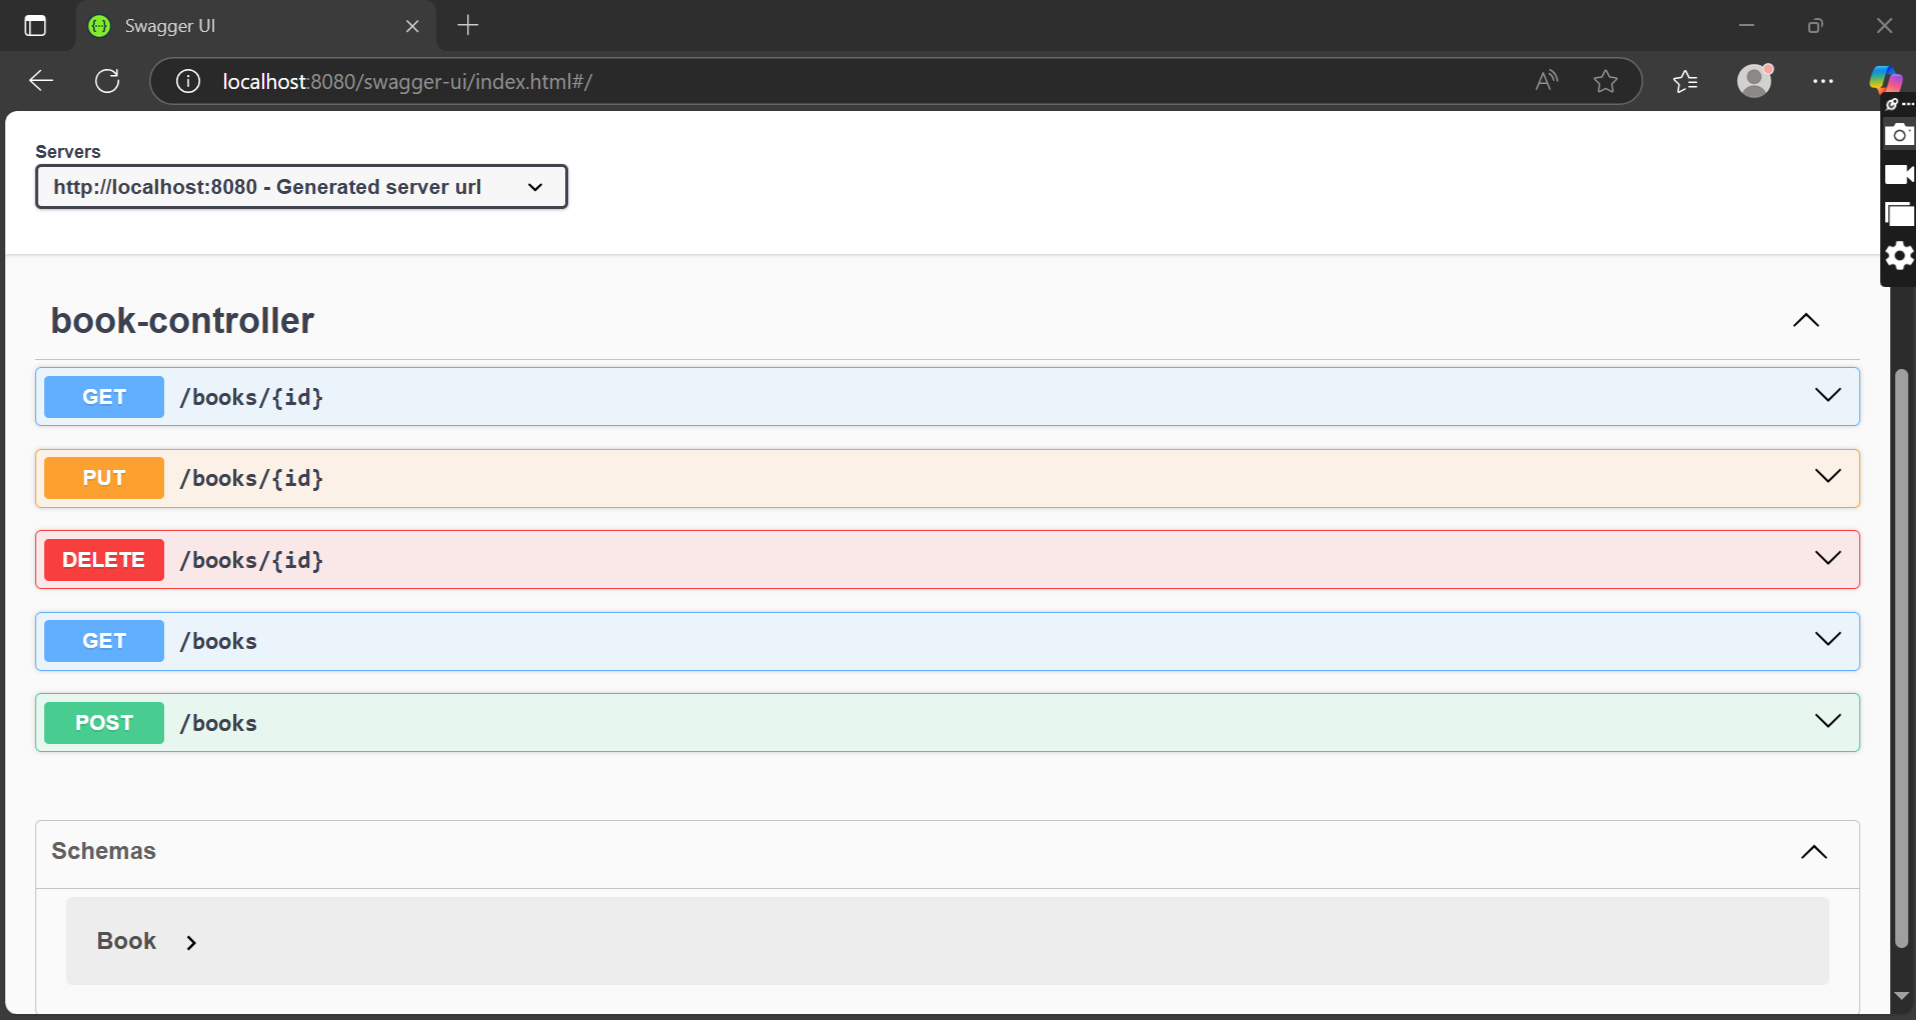 Swagger UI
localhost:8080/swagger-ui/index.html#/
Servers
http://localhost:8080 - Generated server url
book-controller
GET /books/{id}
PUT /books/{id}
DELETE /books/{id}
GET /books
POST /books
Schemas
Book